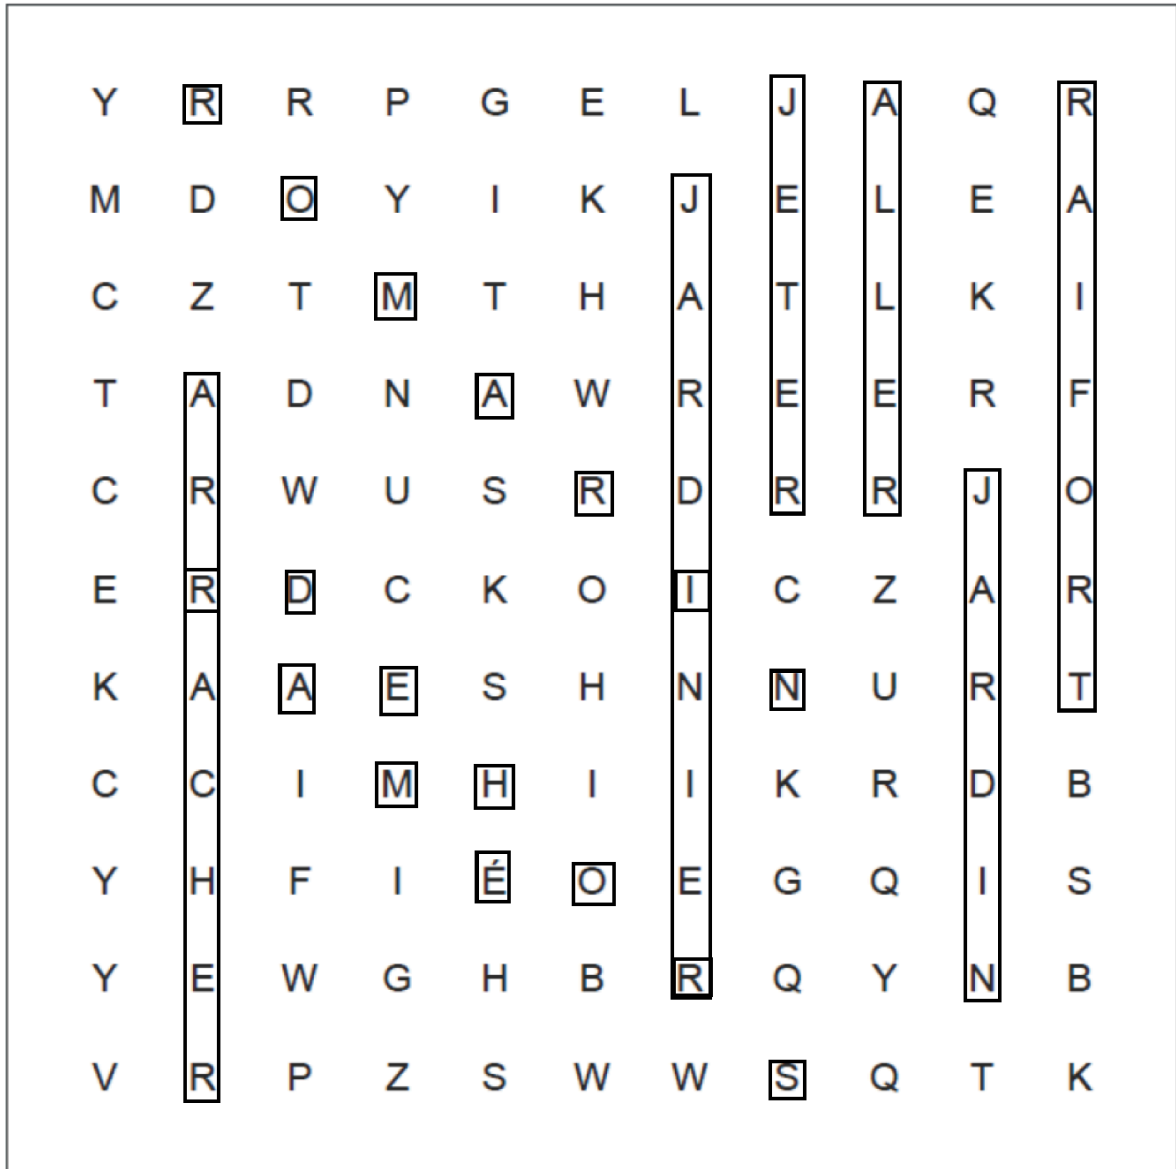 Y R R P G E L J A Q R
M D O Y I K J E L E A
C Z T M T H A T L K I
T A D N A W R E E R F
C R W U S R D R R J O
E R D C K O I C Z A R
K A A E S H N N U R T
C C I M H I I K R D B
Y H F I É O E G Q I S
Y E W G H B R Q Y N B
V R P Z S W W S Q T K